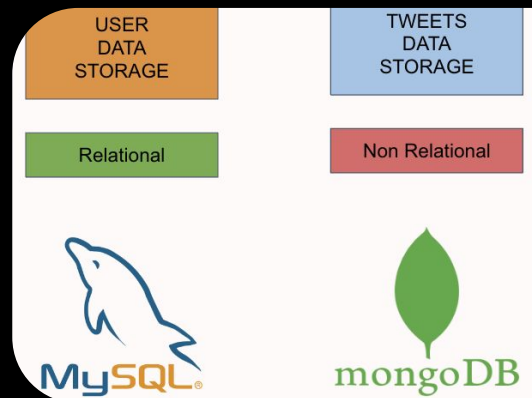 USER
DATA
STORAGE
TWEETS
DATA
STORAGE
Relational
Non Relational
MySQL®
mongoDB